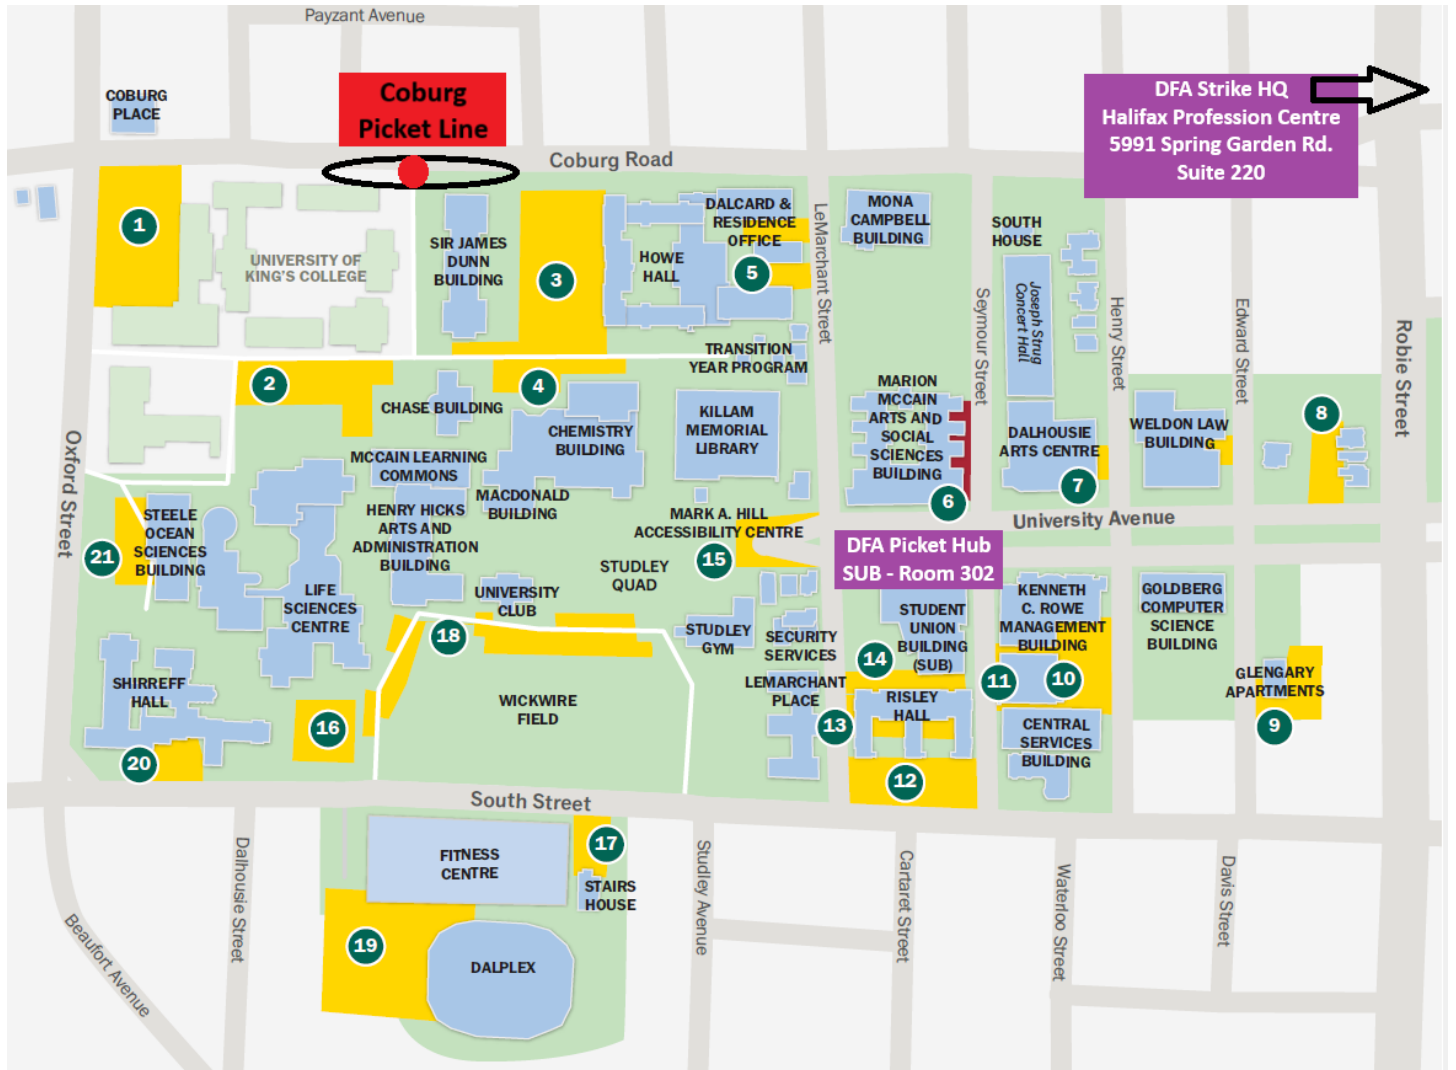 Payzant Avenue
COBURG
PLACE
Coburg
Picket Line
DFA Strike HQ
Halifax Profession Centre
5991 Spring Garden Rd.
Suite 220
Coburg Road
1
UNIVERSITY OF
KING'S COLLEGE
SIR JAMES
DUNN
BUILDING
3
HOWE
HALL
DALCARD &
RESIDENCE
OFFICE
5
LeMarchant Street
MONA
CAMPBELL
BUILDING
SOUTH
HOUSE
Joseph Strug
Concert Hall
Seymour Street
Henry Street
Edward Street
Robie Street
TRANSITION
YEAR PROGRAM
2
4
CHASE BUILDING
CHEMISTRY
BUILDING
KILLAM
MEMORIAL
LIBRARY
MARION
MCCAIN
ARTS AND
SOCIAL
SCIENCES
BUILDING
6
DALHOUSIE
ARTS CENTRE
7
WELDON LAW
BUILDING
8
Oxford Street
MCCAIN LEARNING
COMMONS
MACDONALD
BUILDING
HENRY HICKS
ARTS AND
ADMINISTRATION
BUILDING
MARK A. HILL
ACCESSIBILITY CENTRE
15
University Avenue
STEELE
OCEAN
SCIENCES
BUILDING
21
LIFE
SCIENCES
CENTRE
STUDLEY
QUAD
UNIVERSITY
CLUB
18
DFA Picket Hub
SUB - Room 302
STUDENT
UNION
BUILDING
(SUB)
KENNETH
C. ROWE
MANAGEMENT
BUILDING
GOLDBERG
COMPUTER
SCIENCE
BUILDING
STUDLEY
GYM
SECURITY
SERVICES
14
11
10
GLENGARY
APARTMENTS
9
SHIRREFF
HALL
20
16
WICKWIRE
FIELD
LEMARCHANT
PLACE
13
RISLEY
HALL
12
CENTRAL
SERVICES
BUILDING
South Street
FITNESS
CENTRE
17
STAIRS
HOUSE
19
DALPLEX
Beaufort Avenue
Dalhousie Street
Studley Avenue
Cartaret Street
Waterloo Street
Davis Street